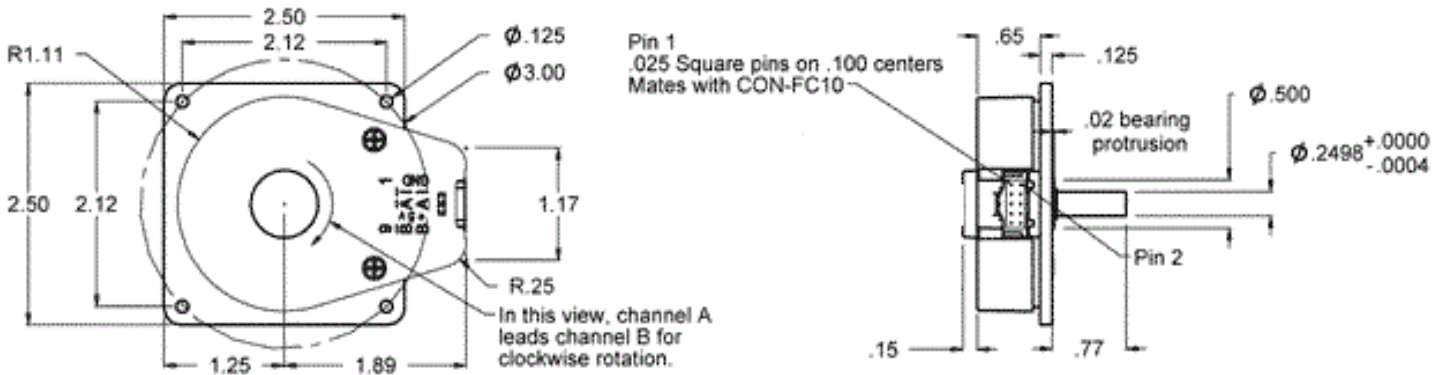 2.50
2.12
R1.11
Ø.125
Ø3.00
2.50
2.12
1.17
R.25
In this view, channel A
leads channel B for
clockwise rotation.
1.25
1.89
Pin 1
.025 Square pins on .100 centers
Mates with CON-FC10
.65
.125
Ø.500
.02 bearing
protrusion
Ø.2498 +.0000
-.0004
Pin 2
.15
.77